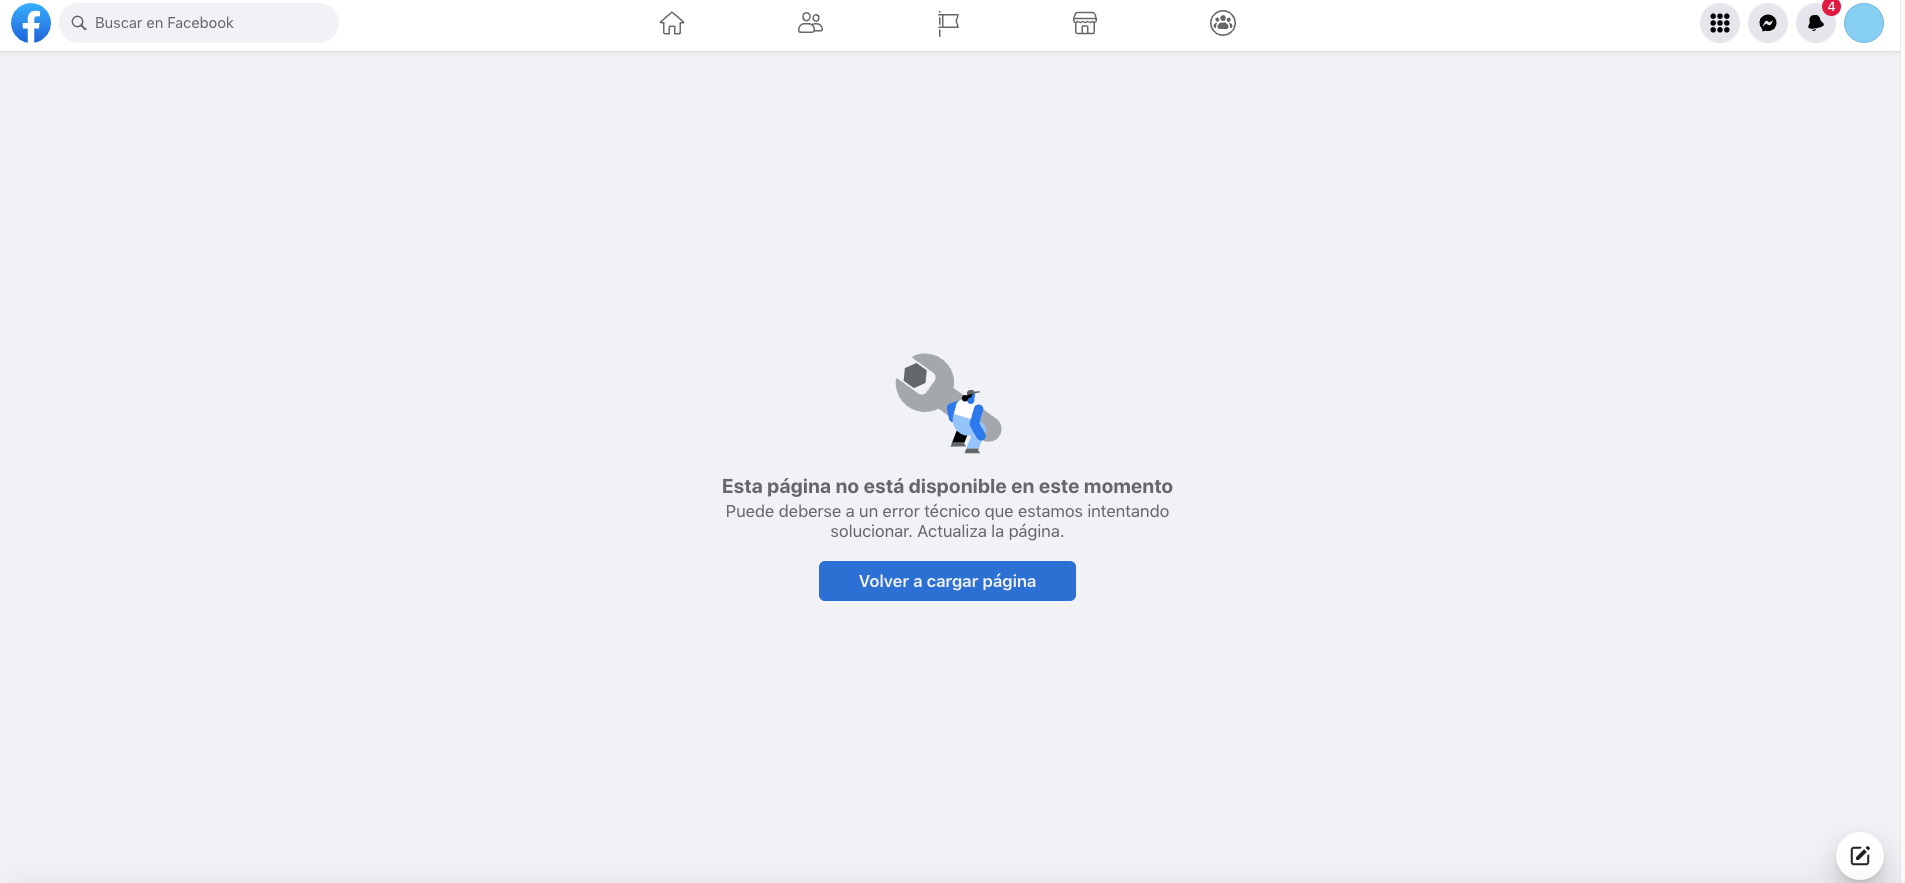 Buscar en Facebook
4
Esta página no está disponible en este momento
Puede deberse a un error técnico que estamos intentando
solucionar. Actualiza la página.
Volver a cargar página